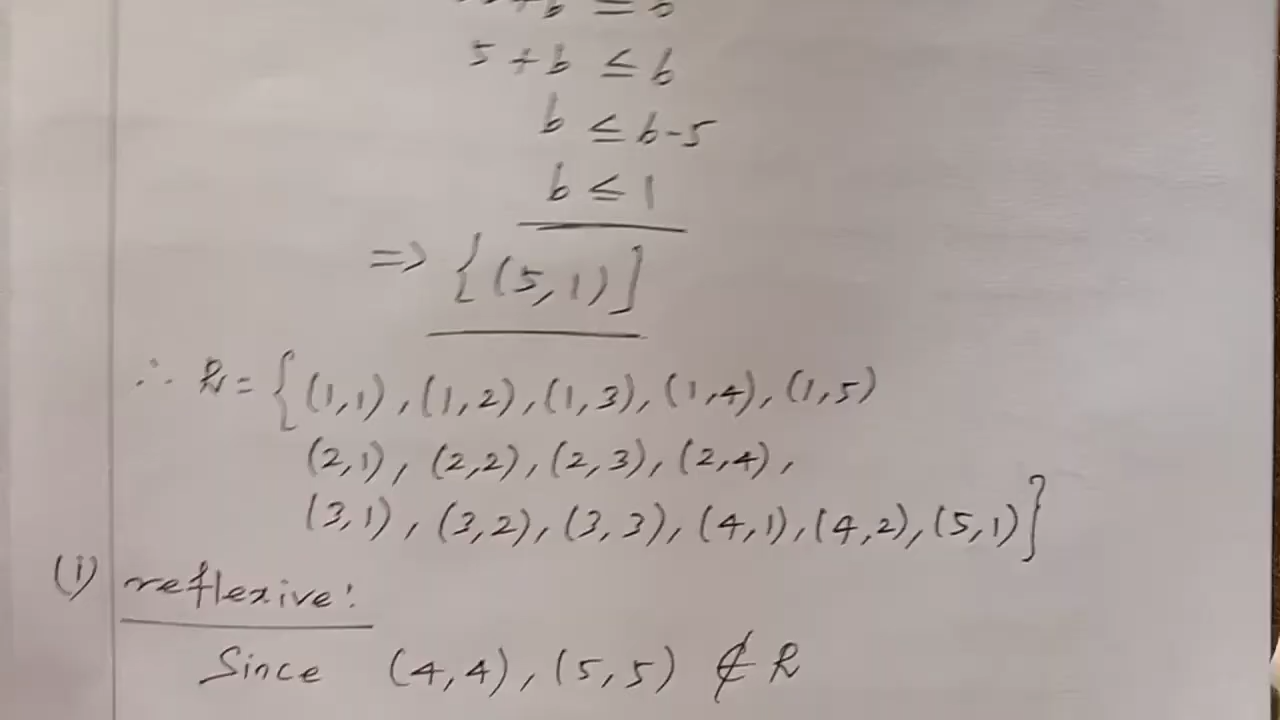 5 + b ≤ 6
b ≤ 6-5
b ≤ 1
=> {(5,1)]
∴ R = {(1,1), (1,2), (1,3), (1,4), (1,5)
(2,1), (2,2), (2,3), (2,4),
(3,1), (3,2), (3,3), (4,1), (4,2), (5,1)}
(i) reflexive:
Since (4,4), (5,5) ∉ R